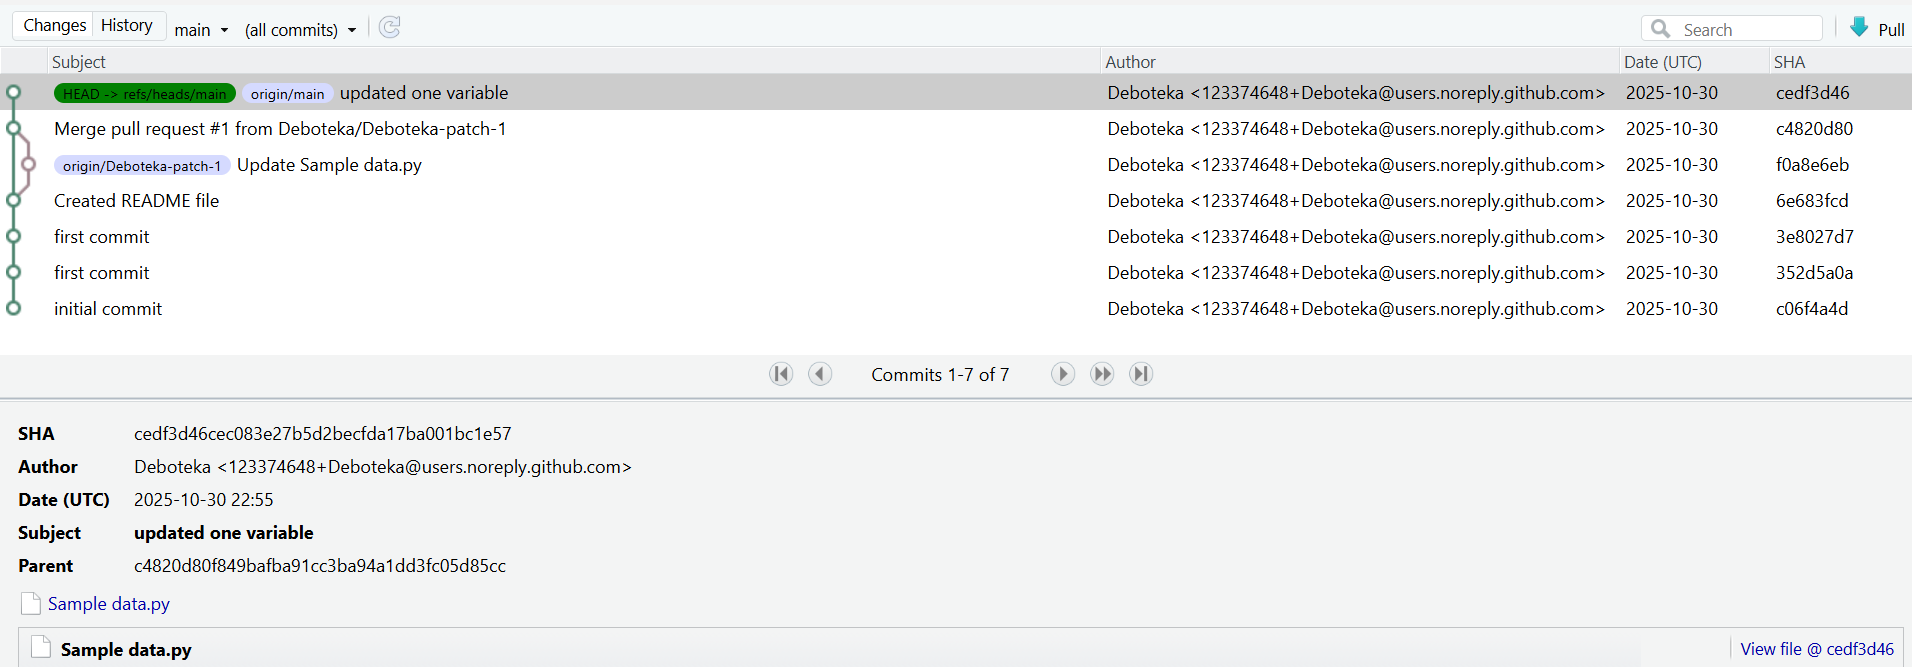 Changes History main (all commits) Search Pull
Subject Author Date (UTC) SHA
HEAD -> refs/heads/main origin/main updated one variable Deboteka <123374648+Deboteka@users.noreply.github.com> 2025-10-30 cedf3d46
Merge pull request #1 from Deboteka/Deboteka-patch-1 Deboteka <123374648+Deboteka@users.noreply.github.com> 2025-10-30 c4820d80
origin/Deboteka-patch-1 Update Sample data.py Deboteka <123374648+Deboteka@users.noreply.github.com> 2025-10-30 f0a8e6eb
Created README file Deboteka <123374648+Deboteka@users.noreply.github.com> 2025-10-30 6e683fcd
first commit Deboteka <123374648+Deboteka@users.noreply.github.com> 2025-10-30 3e8027d7
first commit Deboteka <123374648+Deboteka@users.noreply.github.com> 2025-10-30 352d5a0a
initial commit Deboteka <123374648+Deboteka@users.noreply.github.com> 2025-10-30 c06f4a4d
Commits 1-7 of 7
SHA cedf3d46cec083e27b5d2becfda17ba001bc1e57
Author Deboteka <123374648+Deboteka@users.noreply.github.com>
Date (UTC) 2025-10-30 22:55
Subject updated one variable
Parent c4820d80f849bafba91cc3ba94a1dd3fc05d85cc
Sample data.py
Sample data.py View file @ cedf3d46